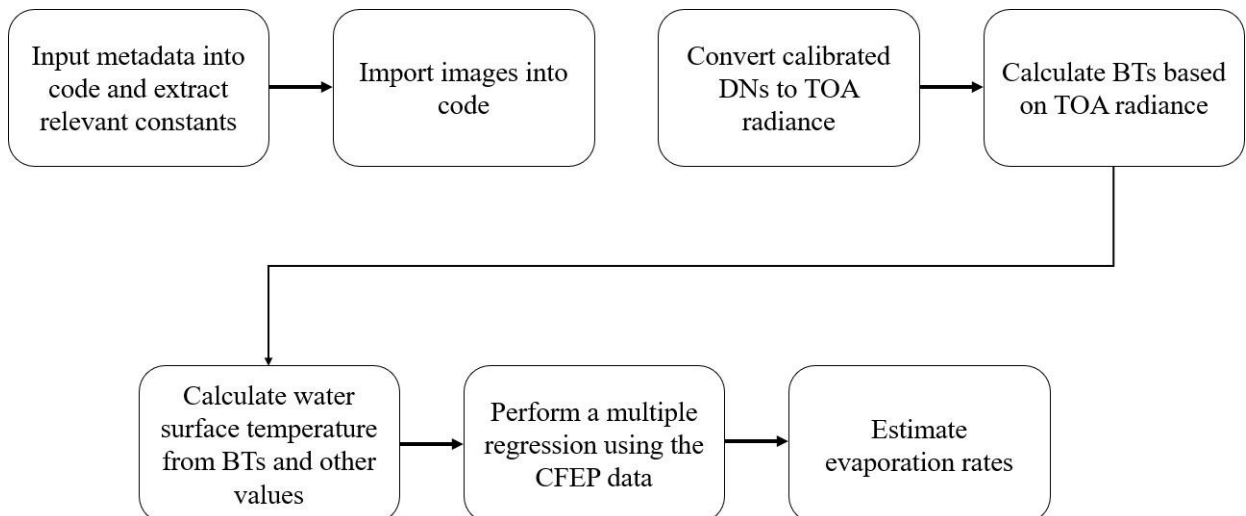 Input metadata into
code and extract
relevant constants
Import images into
code
Convert calibrated
DNs to TOA
radiance
Calculate BTs based
on TOA radiance
Calculate water
surface temperature
from BTs and other
values
Perform a multiple
regression using the
CFEP data
Estimate
evaporation rates